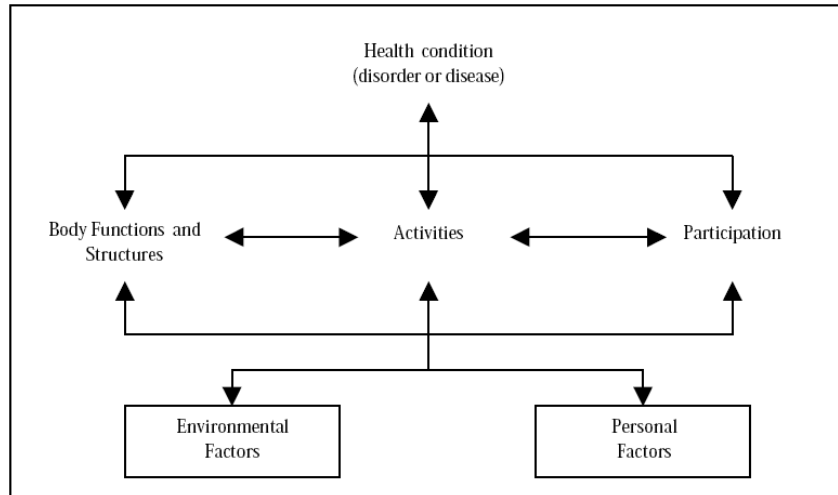 Health condition
(disorder or disease)
Body Functions and
Structures
Activities
Participation
Environmental
Factors
Personal
Factors